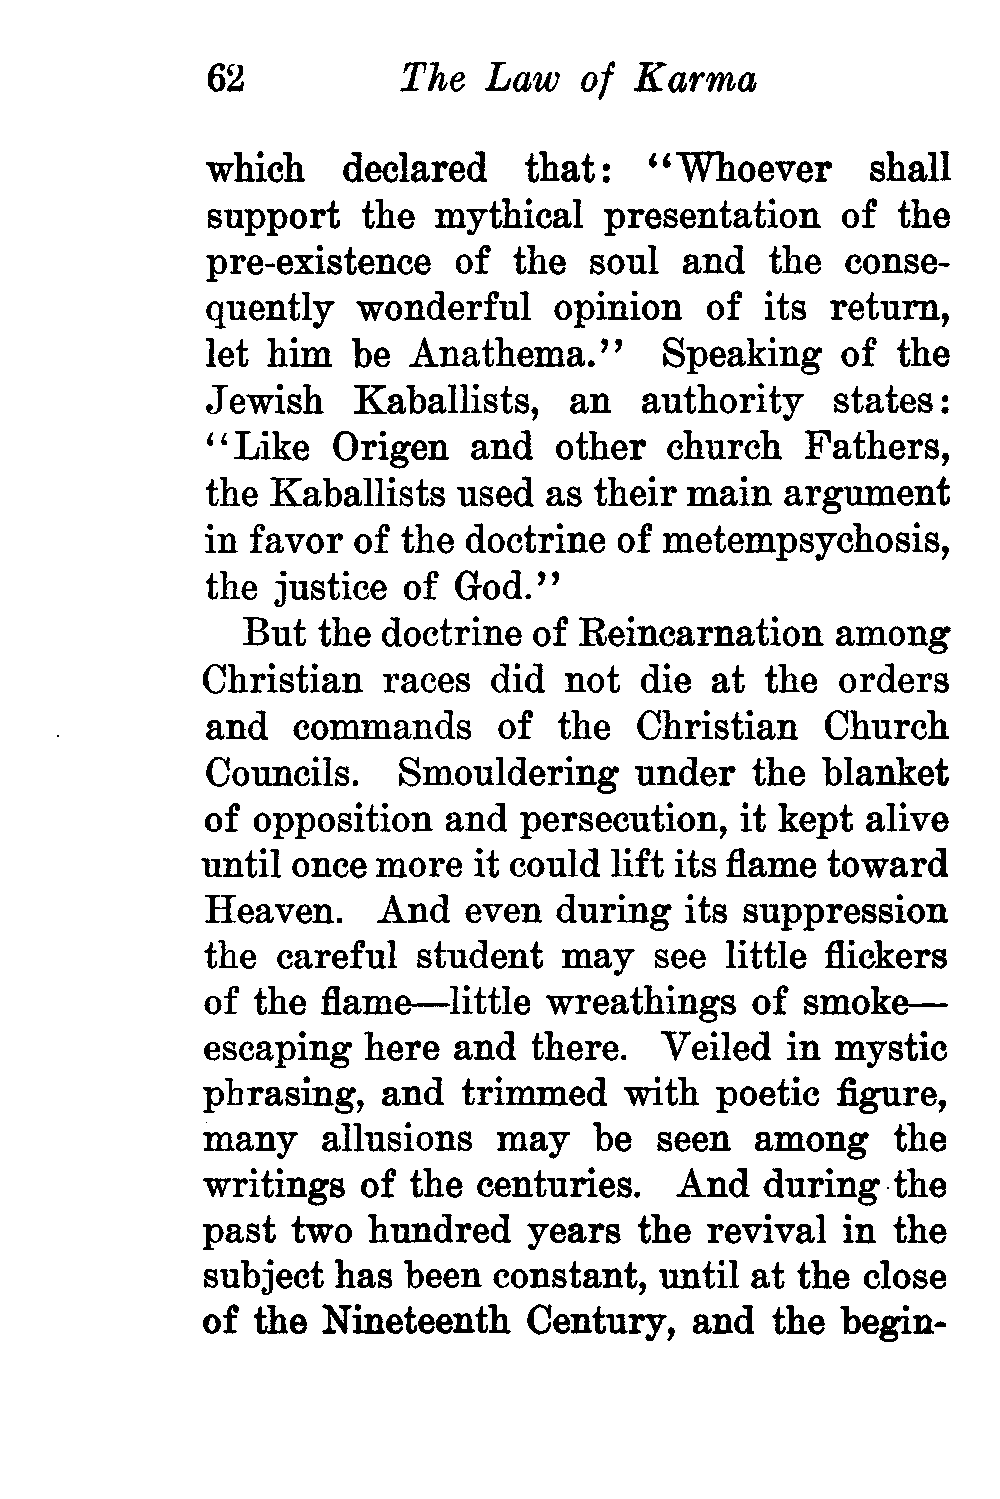 62 The Law of Karma
which declared that: "Whoever shall
support the mythical presentation of the
pre-existence of the soul and the conse-
quently wonderful opinion of its return,
let him be Anathema." Speaking of the
Jewish Kaballists, an authority states:
"Like Origen and other church Fathers,
the Kaballists used as their main argument
in favor of the doctrine of metempsychosis,
the justice of God."
But the doctrine of Reincarnation among
Christian races did not die at the orders
and commands of the Christian Church
Councils. Smouldering under the blanket
of opposition and persecution, it kept alive
until once more it could lift its flame toward
Heaven. And even during its suppression
the careful student may see little flickers
of the flame—little wreathings of smoke—
escaping here and there. Veiled in mystic
phrasing, and trimmed with poetic figure,
many allusions may be seen among the
writings of the centuries. And during the
past two hundred years the revival in the
subject has been constant, until at the close
of the Nineteenth Century, and the begin-